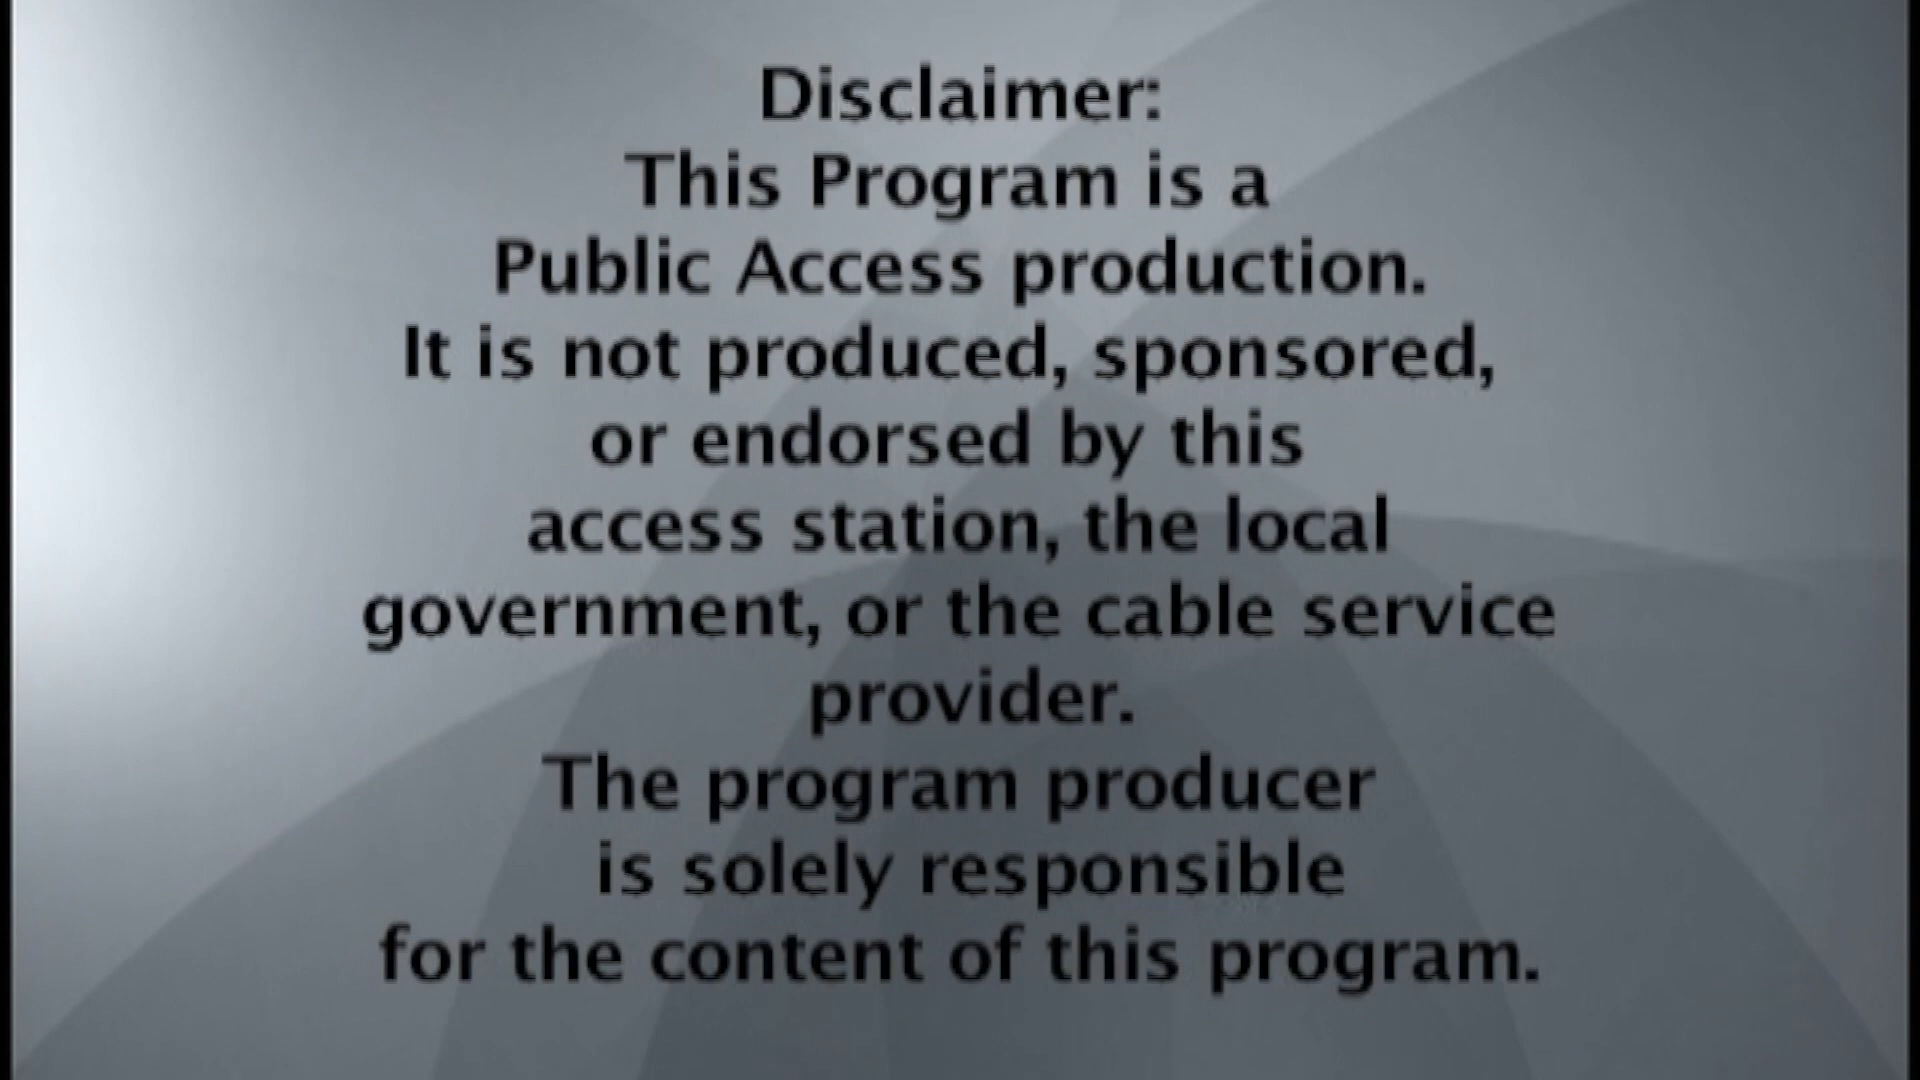 Disclaimer:
This Program is a
Public Access production.
It is not produced, sponsored,
or endorsed by this
access station, the local
government, or the cable service
provider.
The program producer
is solely responsible
for the content of this program.